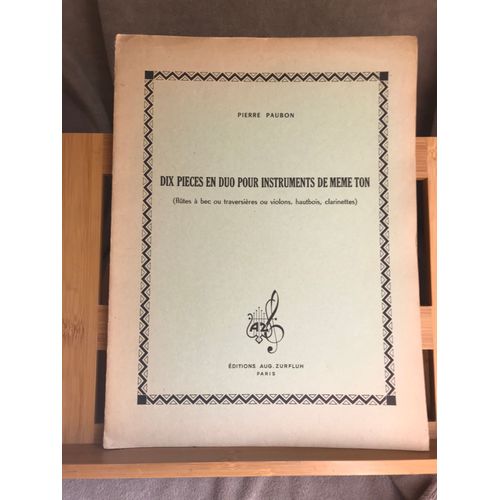 PIERRE PAUBON
DIX PIECES EN DUO POUR INSTRUMENTS DE MEME TON
(flûtes à bec ou traversières ou violons, hautbois, clarinettes)
AZ
ÉDITIONS AUG. ZURFLUH
PARIS